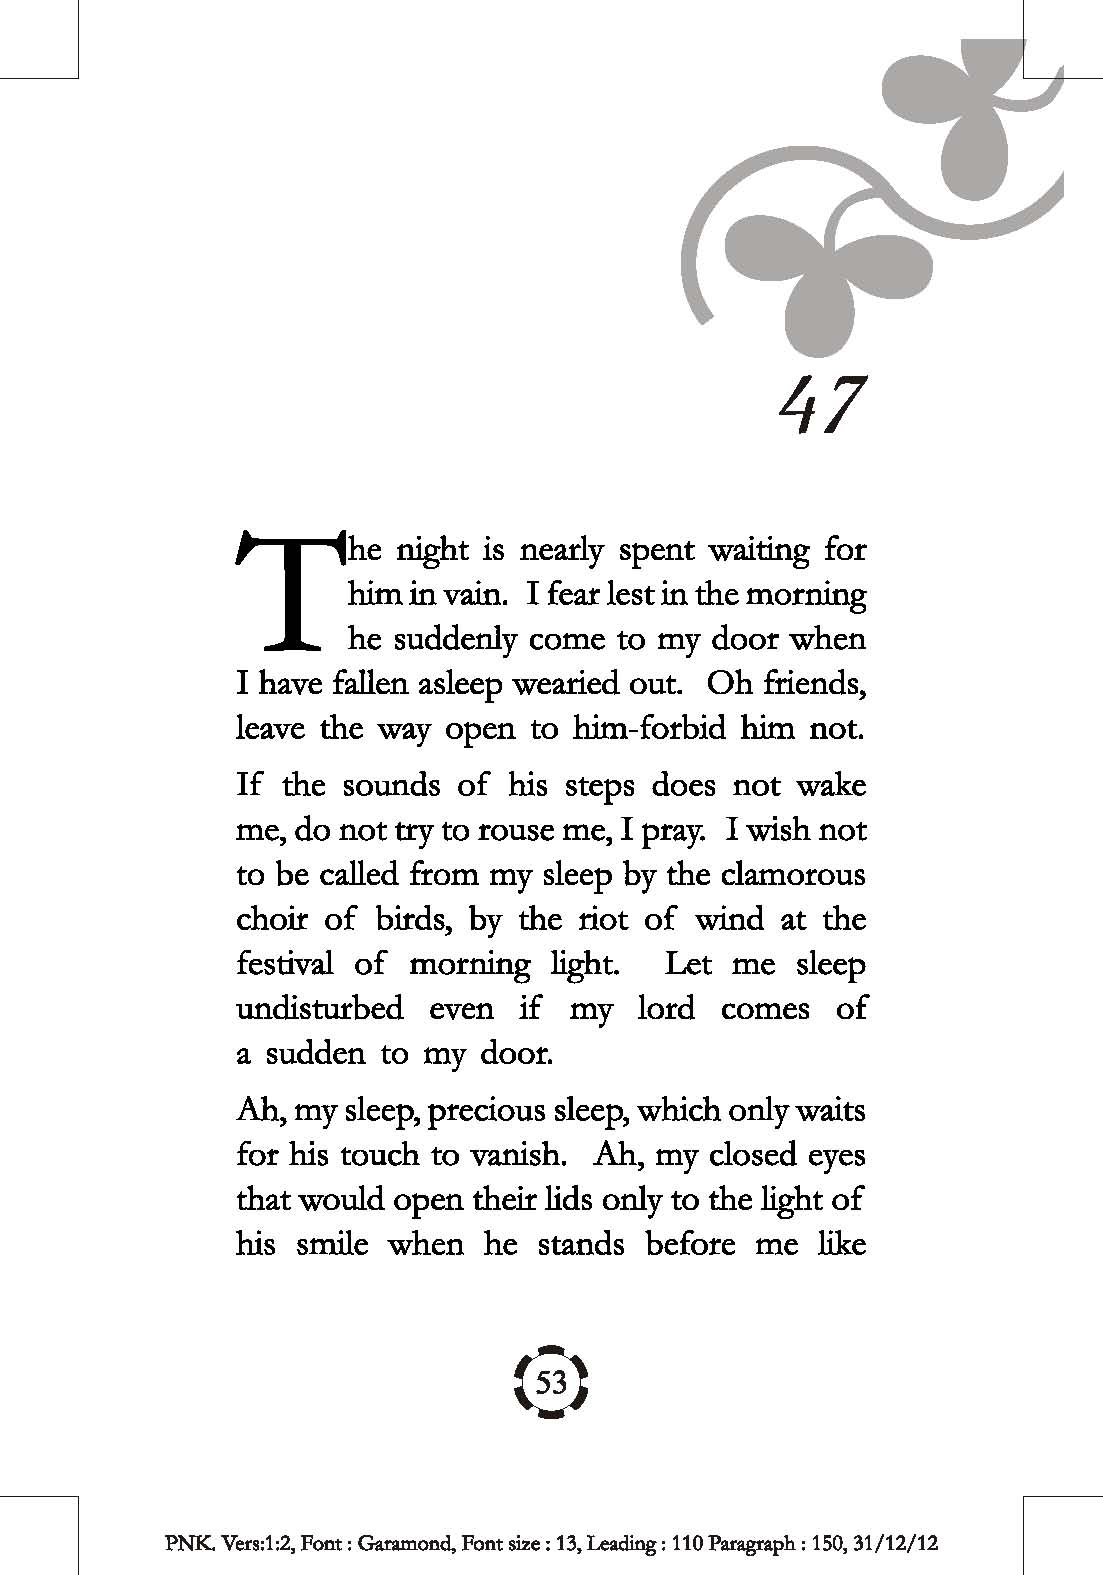 47
The night is nearly spent waiting for
him in vain. I fear lest in the morning
he suddenly come to my door when
I have fallen asleep wearied out. Oh friends,
leave the way open to him-forbid him not.
If the sounds of his steps does not wake
me, do not try to rouse me, I pray. I wish not
to be called from my sleep by the clamorous
choir of birds, by the riot of wind at the
festival of morning light. Let me sleep
undisturbed even if my lord comes of
a sudden to my door.
Ah, my sleep, precious sleep, which only waits
for his touch to vanish. Ah, my closed eyes
that would open their lids only to the light of
his smile when he stands before me like
53
PNK. Vers:1:2, Font : Garamond, Font size : 13, Leading : 110 Paragraph : 150, 31/12/12